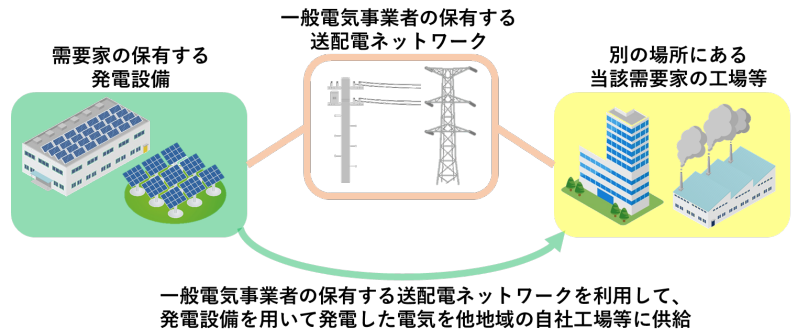 一般電気事業者の保有する
送配電ネットワーク
需要家の保有する
発電設備
別の場所にある
当該需要家の工場等
一般電気事業者の保有する送配電ネットワークを利用して、
発電設備を用いて発電した電気を他地域の自社工場等に供給